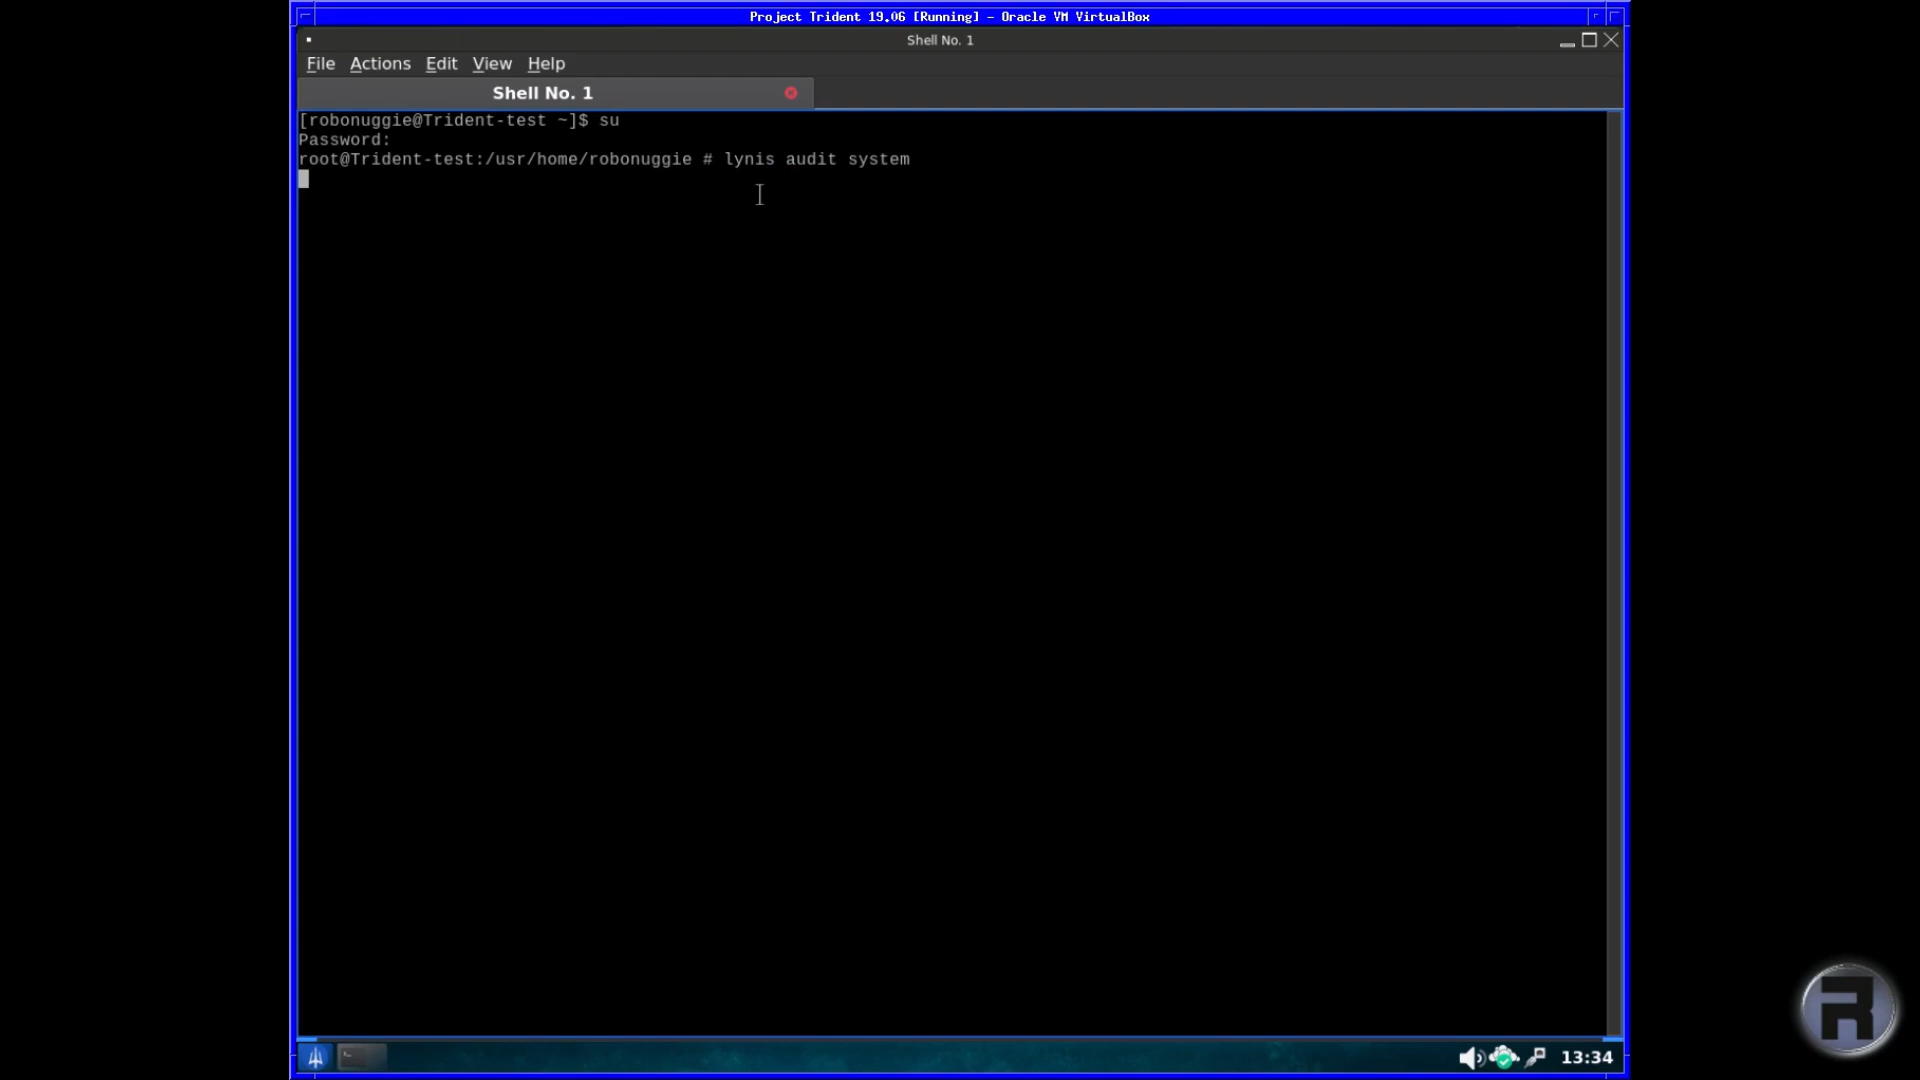 Project Trident 19.06 [Running] - Oracle VM VirtualBox
Shell No. 1
File Actions Edit View Help
Shell No. 1
[robonuggie@Trident-test ~]$ su
Password:
root@Trident-test:/usr/home/robonuggie # lynis audit system
13:34
R